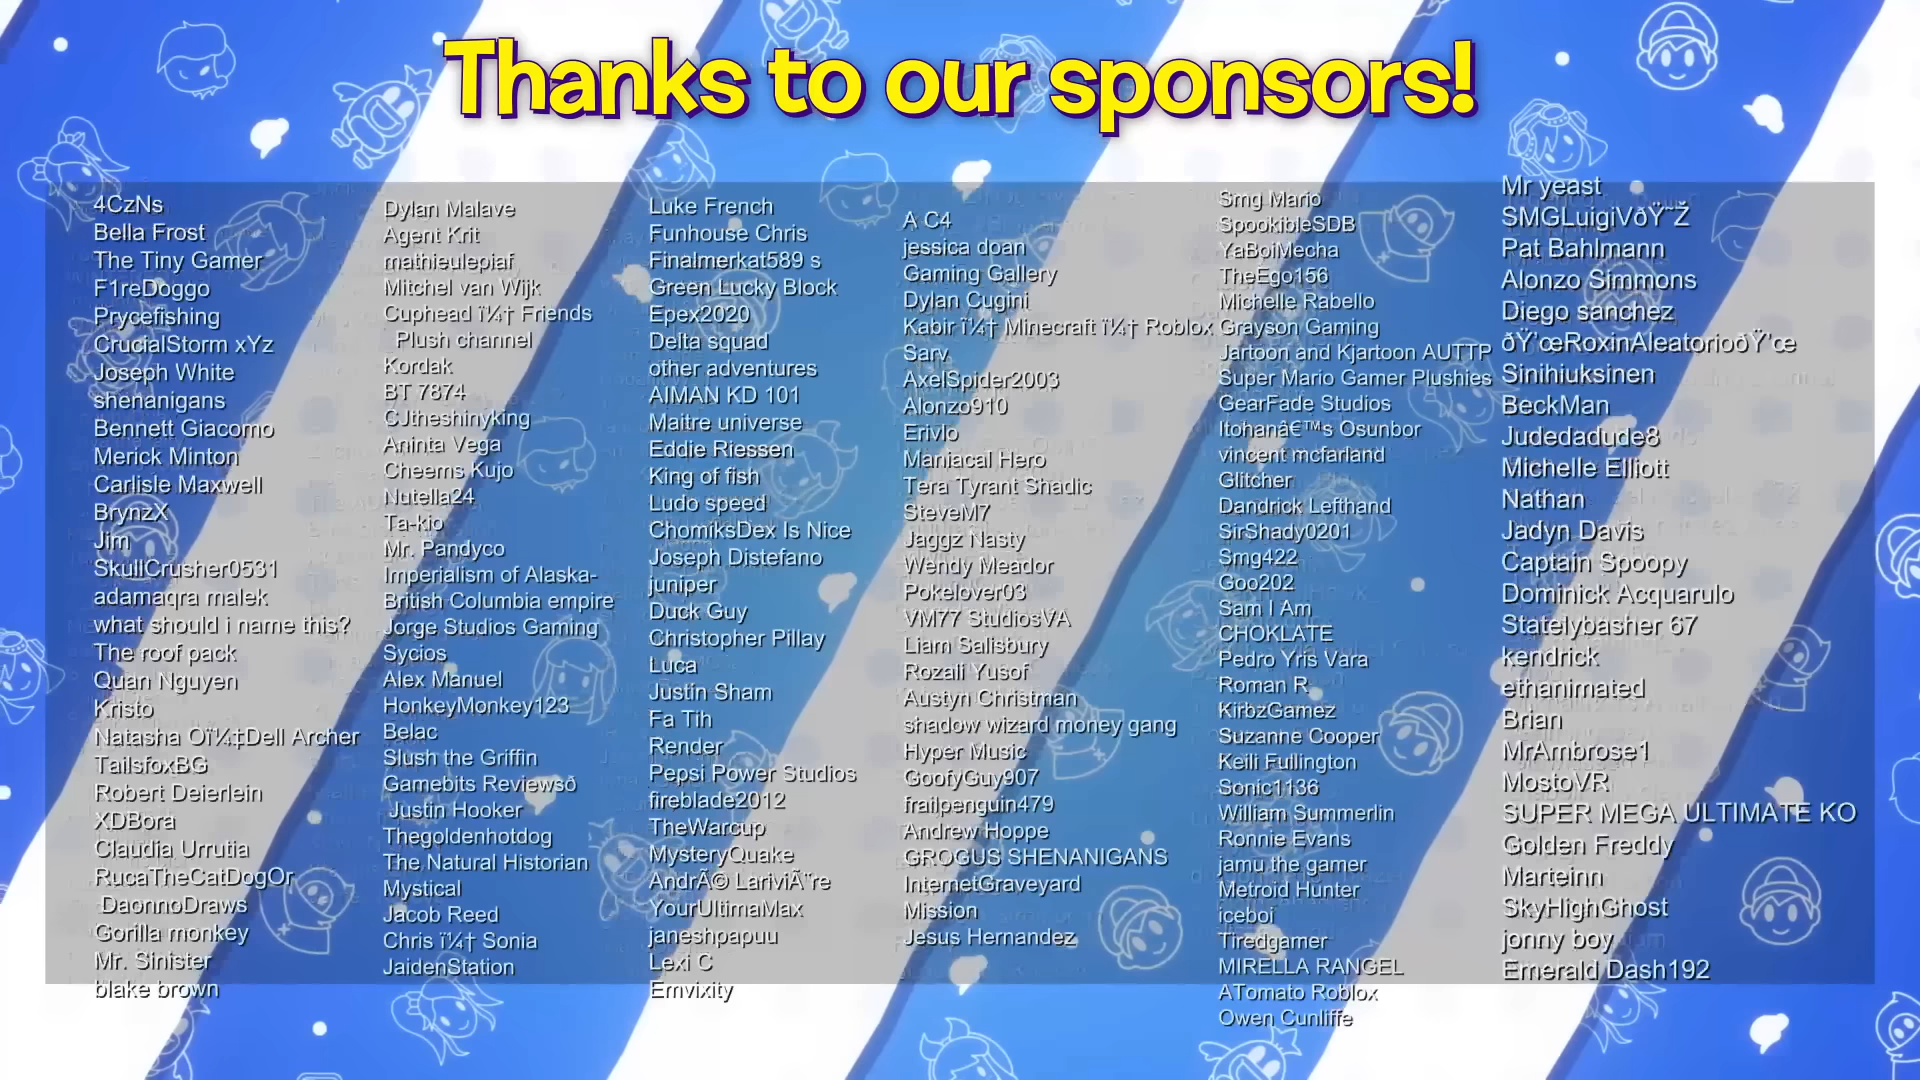 Thanks to our sponsors!
4CzNs
Bella Frost
The Tiny Gamer
F1reDoggo
Prycefishing
CrucialStorm xYz
Joseph White
shenanigans
Bennett Giacomo
Merick Minton
Carlisle Maxwell
BrynzX
Jim
SkullCrusher0531
adamaqra malek
what should i name this?
The roof pack
Quan Nguyen
Kristo
Natasha Oï¼‡Dell Archer
TailsfoxBG
Robert Deierlein
XDBora
Claudia Urrutia
RucaTheCatDogOr
DaonnoDraws
Gorilla monkey
Mr. Sinister
blake brown
Dylan Malave
Agent Krit
mathieulepiaf
Mitchel van Wijk
Cuphead ï¼† Friends
Plush channel
Kordak
BT 7874
CJtheshinyking
Aninta Vega
Cheems Kujo
Nutella24
Ta-kio
Mr. Pandyco
Imperialism of Alaska-
British Columbia empire
Jorge Studios Gaming
Sycios
Alex Manuel
HonkeyMonkey123
Belac
Slush the Griffin
Gamebits Reviewsð
Justin Hooker
Thegoldenhotdog
The Natural Historian
Mystical
Jacob Reed
Chris ï¼† Sonia
JaidenStation
Luke French
Funhouse Chris
Finalmerkat589 s
Green Lucky Block
Epex2020
Delta squad
other adventures
AIMAN KD 101
Maitre universe
Eddie Riessen
King of fish
Ludo speed
ChomiksDex Is Nice
Joseph Distefano
juniper
Duck Guy
Christopher Pillay
Luca
Justin Sham
Fa Tih
Render
Pepsi Power Studios
fireblade2012
TheWarcup
MysteryQuake
AndrÃ© LariviÃ¨re
YourUltimaMax
janeshpapuu
Lexi C
Emvixity
A C4
jessica doan
Gaming Gallery
Dylan Cugini
Kabir ï¼† Minecraft ï¼† Roblox
Sarv
AxelSpider2003
Alonzo910
Erivlo
Maniacal Hero
Tera Tyrant Shadic
SteveM7
Jaggz Nasty
Wendy Meador
Pokelover03
VM77 StudiosVA
Liam Salisbury
Rozali Yusof
Austyn Christman
shadow wizard money gang
Hyper Music
GoofyGuy907
frailpenguin479
Andrew Hoppe
GROGUS SHENANIGANS
InternetGraveyard
Mission
Jesus Hernandez
Smg Mario
SpookibleSDB
YaBoiMecha
TheEgo156
Michelle Rabello
Grayson Gaming
Jartoon and Kjartoon AUTTP
Super Mario Gamer Plushies
GearFade Studios
Itohanâ€™s Osunbor
vincent mcfarland
Glitcher
Dandrick Lefthand
SirShady0201
Smg422
Goo202
Sam I Am
CHOKLATE
Pedro Yris Vara
Roman R
KirbzGamez
Suzanne Cooper
Keili Fullington
Sonic1136
William Summerlin
Ronnie Evans
jamu the gamer
Metroid Hunter
iceboi
Tiredgamer
MIRELLA RANGEL
ATomato Roblox
Owen Cunliffe
Mr yeast
SMGLuigiVðŸ˜Ž
Pat Bahlmann
Alonzo Simmons
Diego sanchez
ðŸ’œRoxinAleatorioðŸ’œ
Sinihiuksinen
BeckMan
Judedadude8
Michelle Elliott
Nathan
Jadyn Davis
Captain Spoopy
Dominick Acquarulo
Statelybasher 67
kendrick
ethanimated
Brian
MrAmbrose1
MostoVR
SUPER MEGA ULTIMATE KO
Golden Freddy
Marteinn
SkyHighGhost
jonny boy
Emerald Dash192